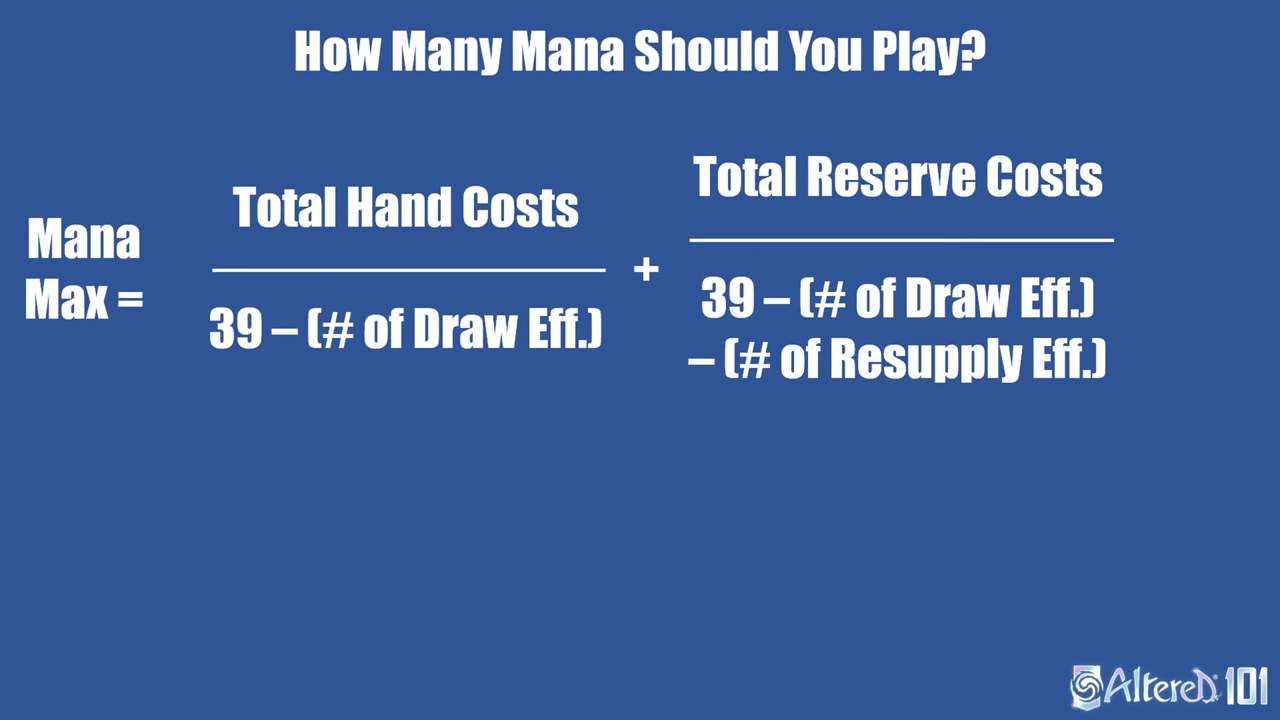 How Many Mana Should You Play?
Mana
Max =
Total Hand Costs
39 – (# of Draw Eff.)
+
Total Reserve Costs
39 – (# of Draw Eff.)
– (# of Resupply Eff.)
Altered 101